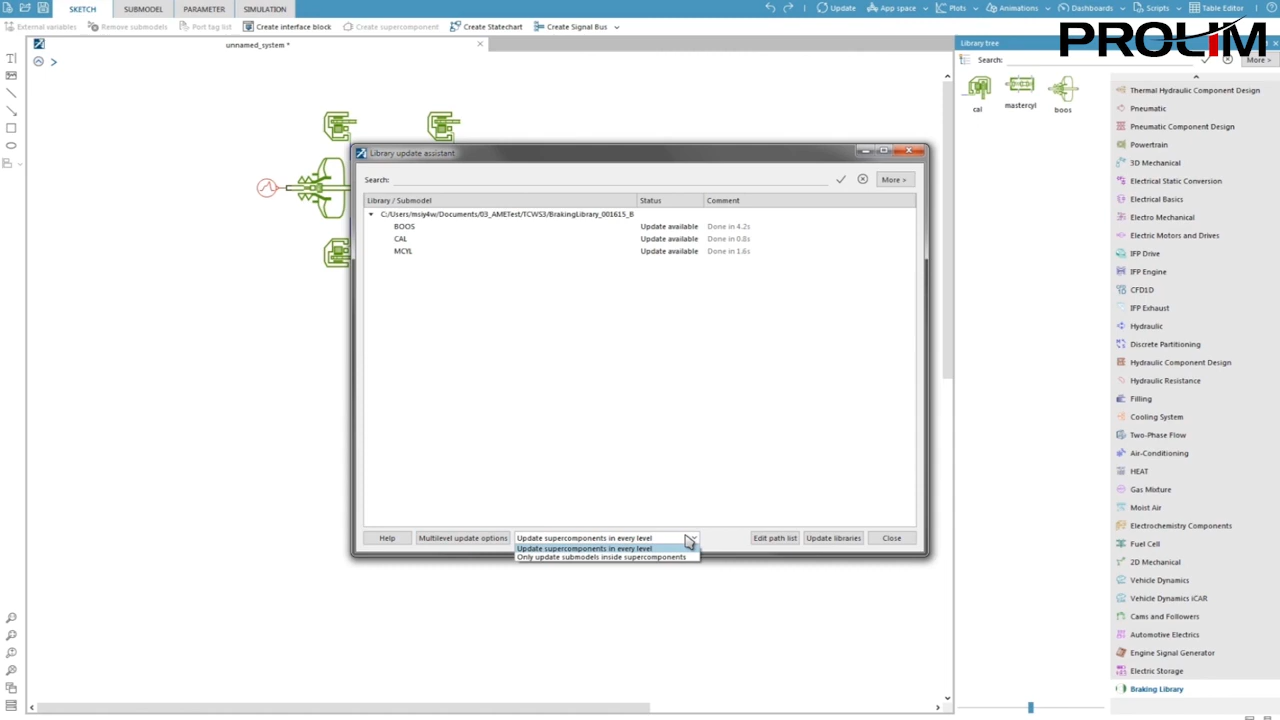 SKETCH SUBMODEL PARAMETER SIMULATION Update App space Plots Animations Dashboards Scripts Table Editor
External variables Remove submodels Port tag list Create interface block Create supercomponent Create Statechart Create Signal Bus
PROLIM
unnamed_system *
Library tree
Search:
More >
cal mastercyl boos
Thermal Hydraulic Component Design
Pneumatic
Pneumatic Component Design
Powertrain
3D Mechanical
Electrical Static Conversion
Electrical Basics
Electro Mechanical
Electric Motors and Drives
IFP Drive
IFP Engine
CFD1D
IFP Exhaust
Hydraulic
Discrete Partitioning
Hydraulic Component Design
Hydraulic Resistance
Filling
Cooling System
Two-Phase Flow
Air-Conditioning
HEAT
Gas Mixture
Moist Air
Electrochemistry Components
Fuel Cell
2D Mechanical
Vehicle Dynamics
Vehicle Dynamics iCAR
Cams and Followers
Automotive Electrics
Engine Signal Generator
Electric Storage
Braking Library
Library update assistant
Search:
More >
Library / Submodel Status Comment
C:/Users/msiy4w/Documents/03_AMETest/TCWS3/BrakingLibrary_001615_B
BOOS Update available Done in 4.2s
CAL Update available Done in 0.8s
MCYL Update available Done in 1.6s
Help Multilevel update options Update supercomponents in every level Edit path list Update libraries Close
Update supercomponents in every level
Only update submodels inside supercomponents